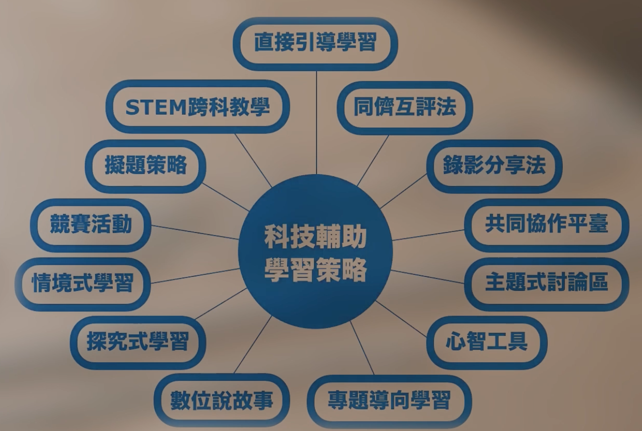 直接引導學習
STEM跨科教學
同儕互評法
擬題策略
錄影分享法
競賽活動
共同協作平臺
科技輔助
學習策略
情境式學習
主題式討論區
探究式學習
心智工具
數位說故事
專題導向學習